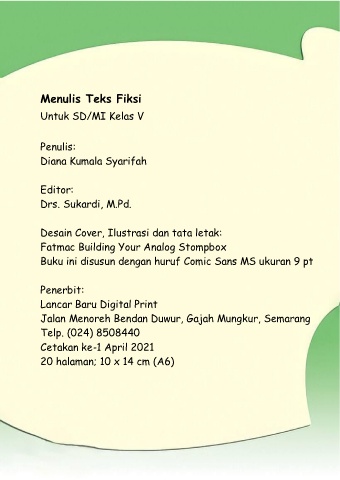 Menulis Teks Fiksi
Untuk SD/MI Kelas V
Penulis:
Diana Kumala Syarifah
Editor:
Drs. Sukardi, M.Pd.
Desain Cover, Ilustrasi dan tata letak:
Fatmac Building Your Analog Stompbox
Buku ini disusun dengan huruf Comic Sans MS ukuran 9 pt
Penerbit:
Lancar Baru Digital Print
Jalan Menoreh Bendan Duwur, Gajah Mungkur, Semarang
Telp. (024) 8508440
Cetakan ke-1 April 2021
20 halaman; 10 x 14 cm (A6)